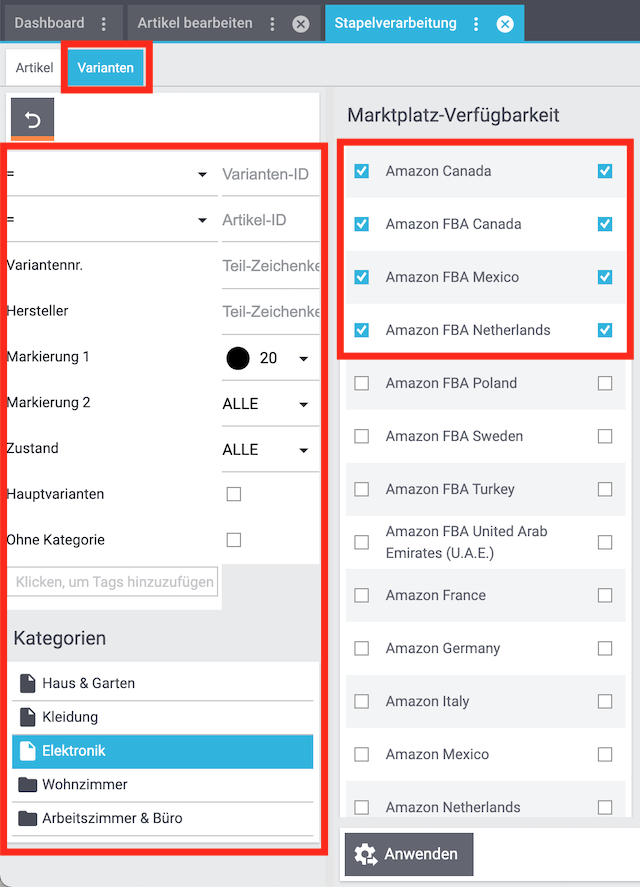 Dashboard
Artikel bearbeiten
Stapelverarbeitung
Artikel
Varianten
=
Varianten-ID
=
Artikel-ID
Variantennr.
Teil-Zeichenke
Hersteller
Teil-Zeichenke
Markierung 1
20
Markierung 2
ALLE
Zustand
ALLE
Hauptvarianten
Ohne Kategorie
Klicken, um Tags hinzuzufügen
Kategorien
Haus & Garten
Kleidung
Elektronik
Wohnzimmer
Arbeitszimmer & Büro
Marktplatz-Verfügbarkeit
Amazon Canada
Amazon FBA Canada
Amazon FBA Mexico
Amazon FBA Netherlands
Amazon FBA Poland
Amazon FBA Sweden
Amazon FBA Turkey
Amazon FBA United Arab
Emirates (U.A.E.)
Amazon France
Amazon Germany
Amazon Italy
Amazon Mexico
Amazon Netherlands
Anwenden